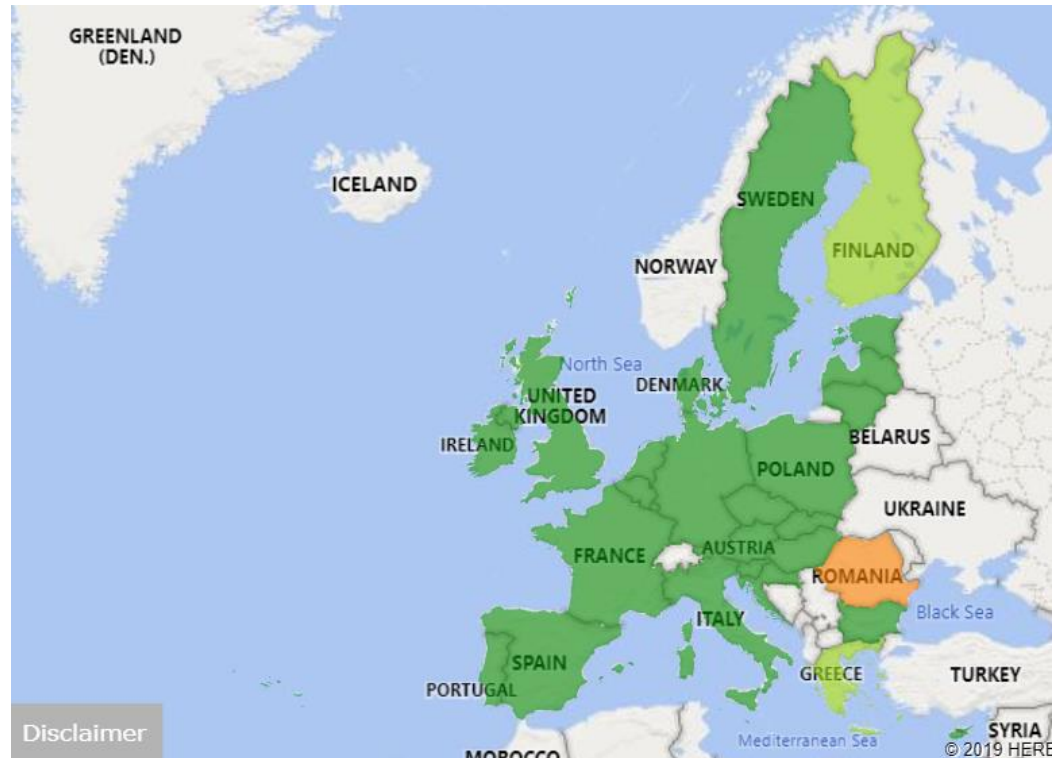 GREENLAND
(DEN.)
ICELAND
SWEDEN
FINLAND
NORWAY
North Sea
DENMARK
UNITED
KINGDOM
IRELAND
BELARUS
POLAND
UKRAINE
FRANCE
AUSTRIA
ROMANIA
Black Sea
ITALY
SPAIN
GREECE
TURKEY
PORTUGAL
Disclaimer
SYRIA
Mediterranean Sea
MOROCCO
© 2019 HERE